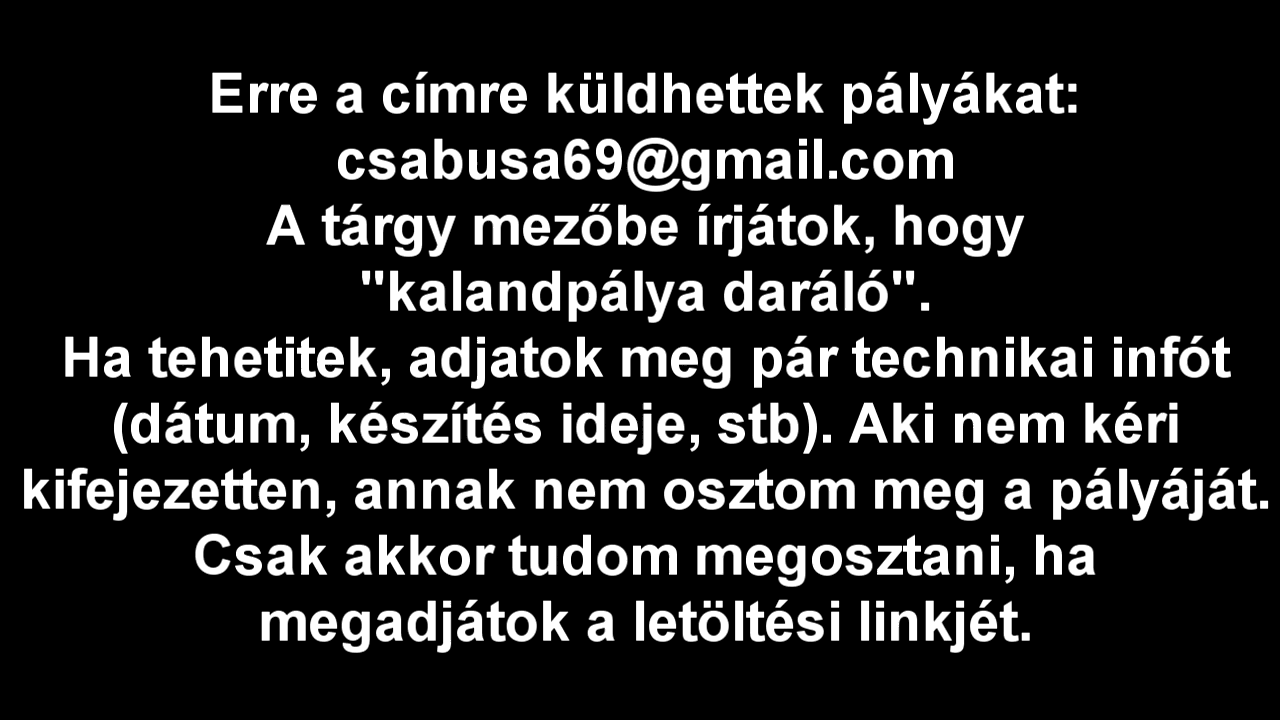 Erre a címre küldhettek pályákat:
csabusa69@gmail.com
A tárgy mezőbe írjátok, hogy
"kalandpálya daráló".
Ha tehetitek, adjatok meg pár technikai infót
(dátum, készítés ideje, stb). Aki nem kéri
kifejezetten, annak nem osztom meg a pályáját.
Csak akkor tudom megosztani, ha
megadjátok a letöltési linkjét.